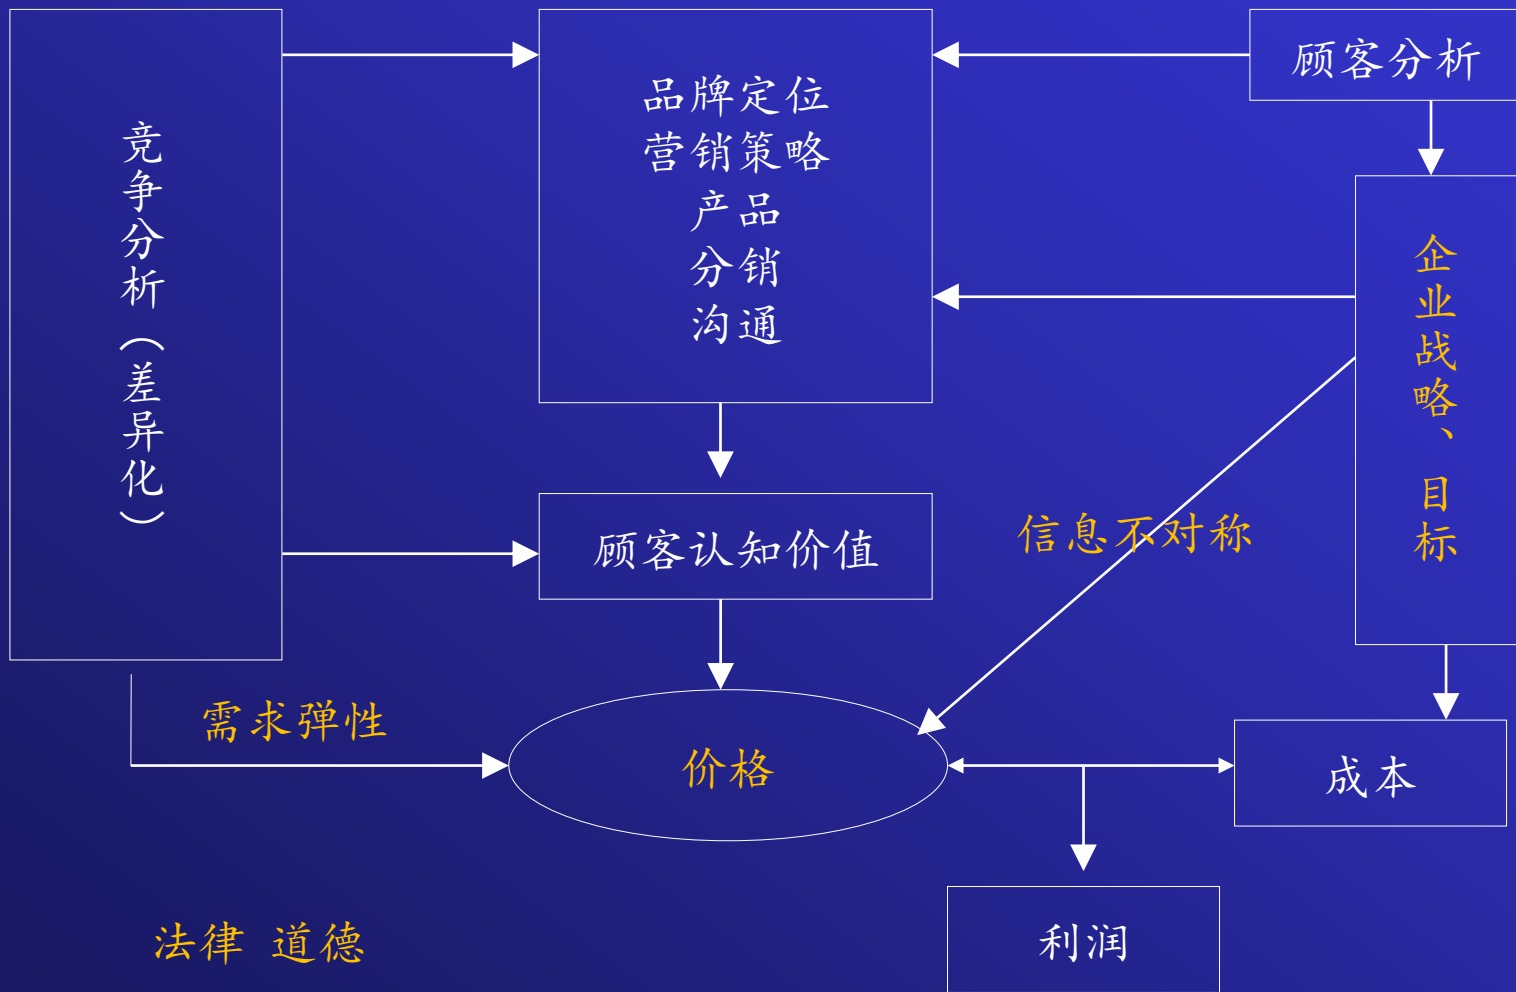 竞争分析（差异化）
品牌定位
营销策略
产品
分销
沟通
顾客分析
企业战略、目标
顾客认知价值
信息不对称
需求弹性
价格
成本
利润
法律 道德